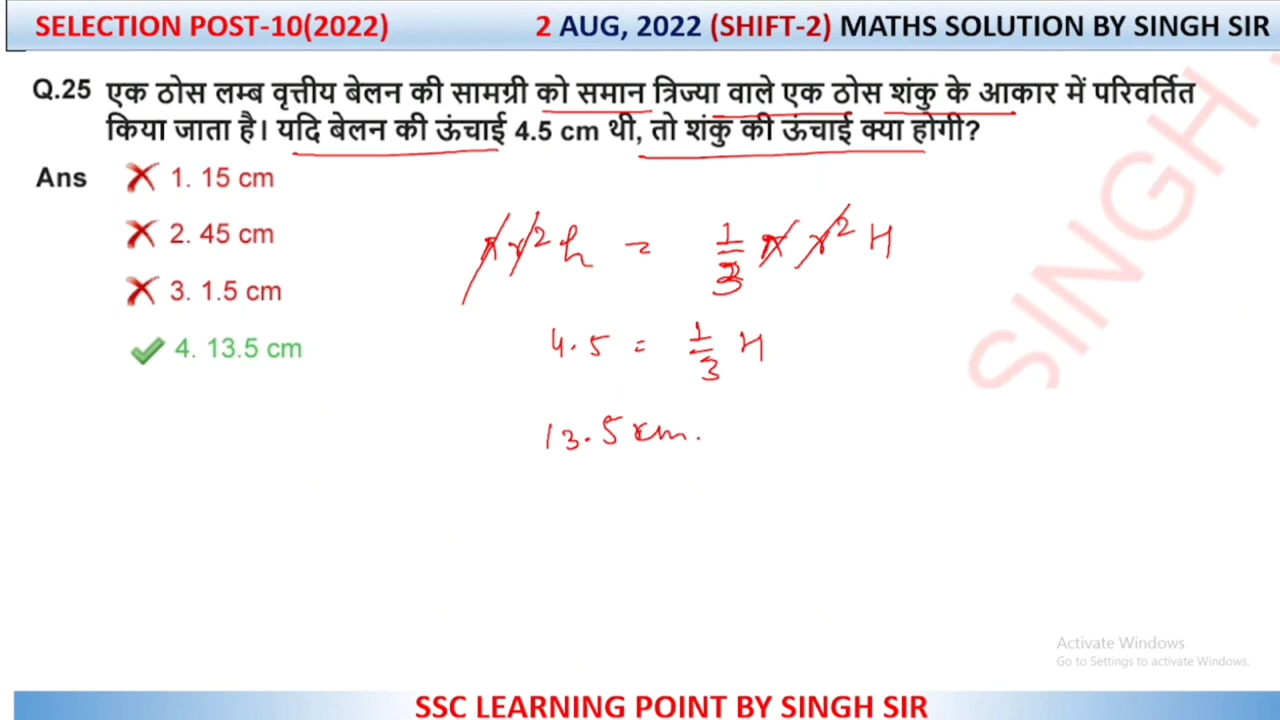 SELECTION POST-10(2022) 2 AUG, 2022 (SHIFT-2) MATHS SOLUTION BY SINGH SIR
Q.25 एक ठोस लम्ब वृत्तीय बेलन की सामग्री को समान त्रिज्या वाले एक ठोस शंकु के आकार में परिवर्तित
किया जाता है। यदि बेलन की ऊंचाई 4.5 cm थी, तो शंकु की ऊंचाई क्या होगी?
Ans 1. 15 cm
2. 45 cm
3. 1.5 cm
4. 13.5 cm
πr²h = 1/3 πr²H
4.5 = 1/3 H
13.5 cm.
SINGH
Activate Windows
Go to Settings to activate Windows.
SSC LEARNING POINT BY SINGH SIR